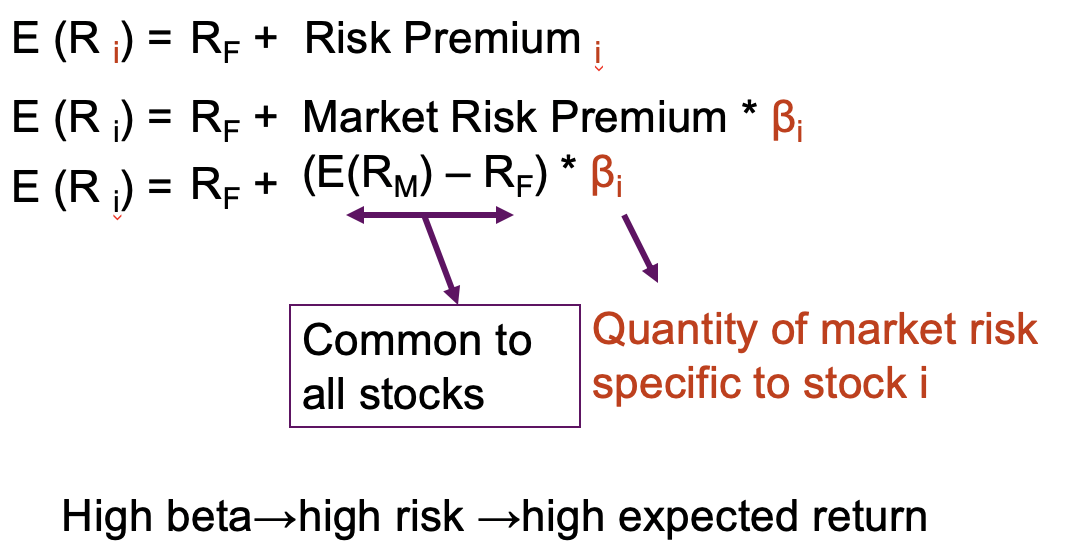 E (R i) = RF + Risk Premium i
E (R i) = RF + Market Risk Premium * βi
E (R i) = RF + (E(RM) – RF) * βi
Common to
all stocks
Quantity of market risk
specific to stock i
High beta→high risk →high expected return